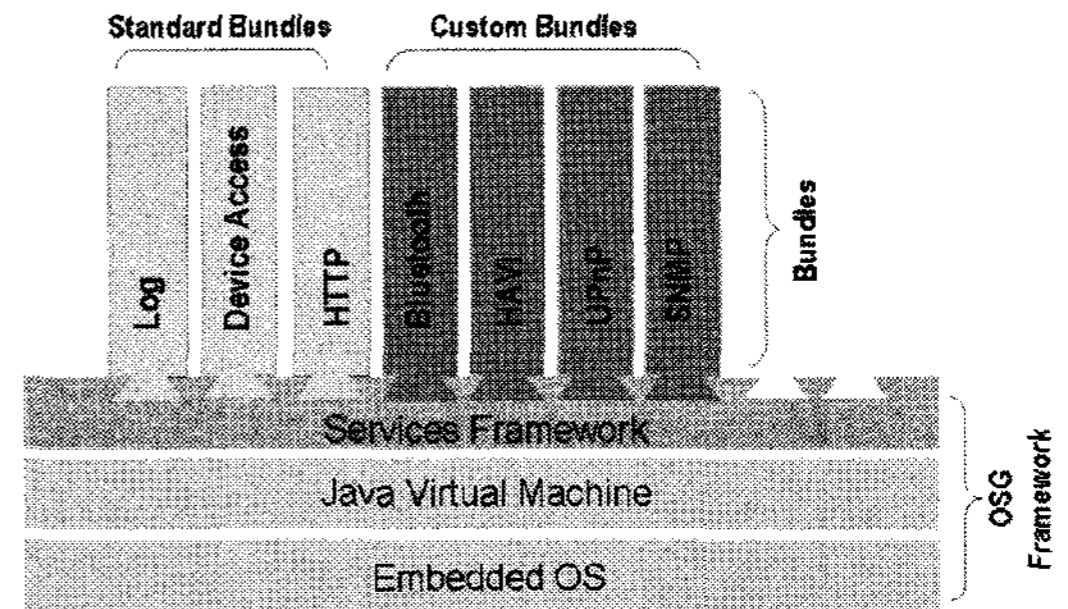 Standard Bundles
Custom Bundles
Log
Device Access
HTTP
Bluetooth
HAVI
UPnP
SNMP
Bundles
Services Framework
Java Virtual Machine
Embedded OS
OSG
Framework